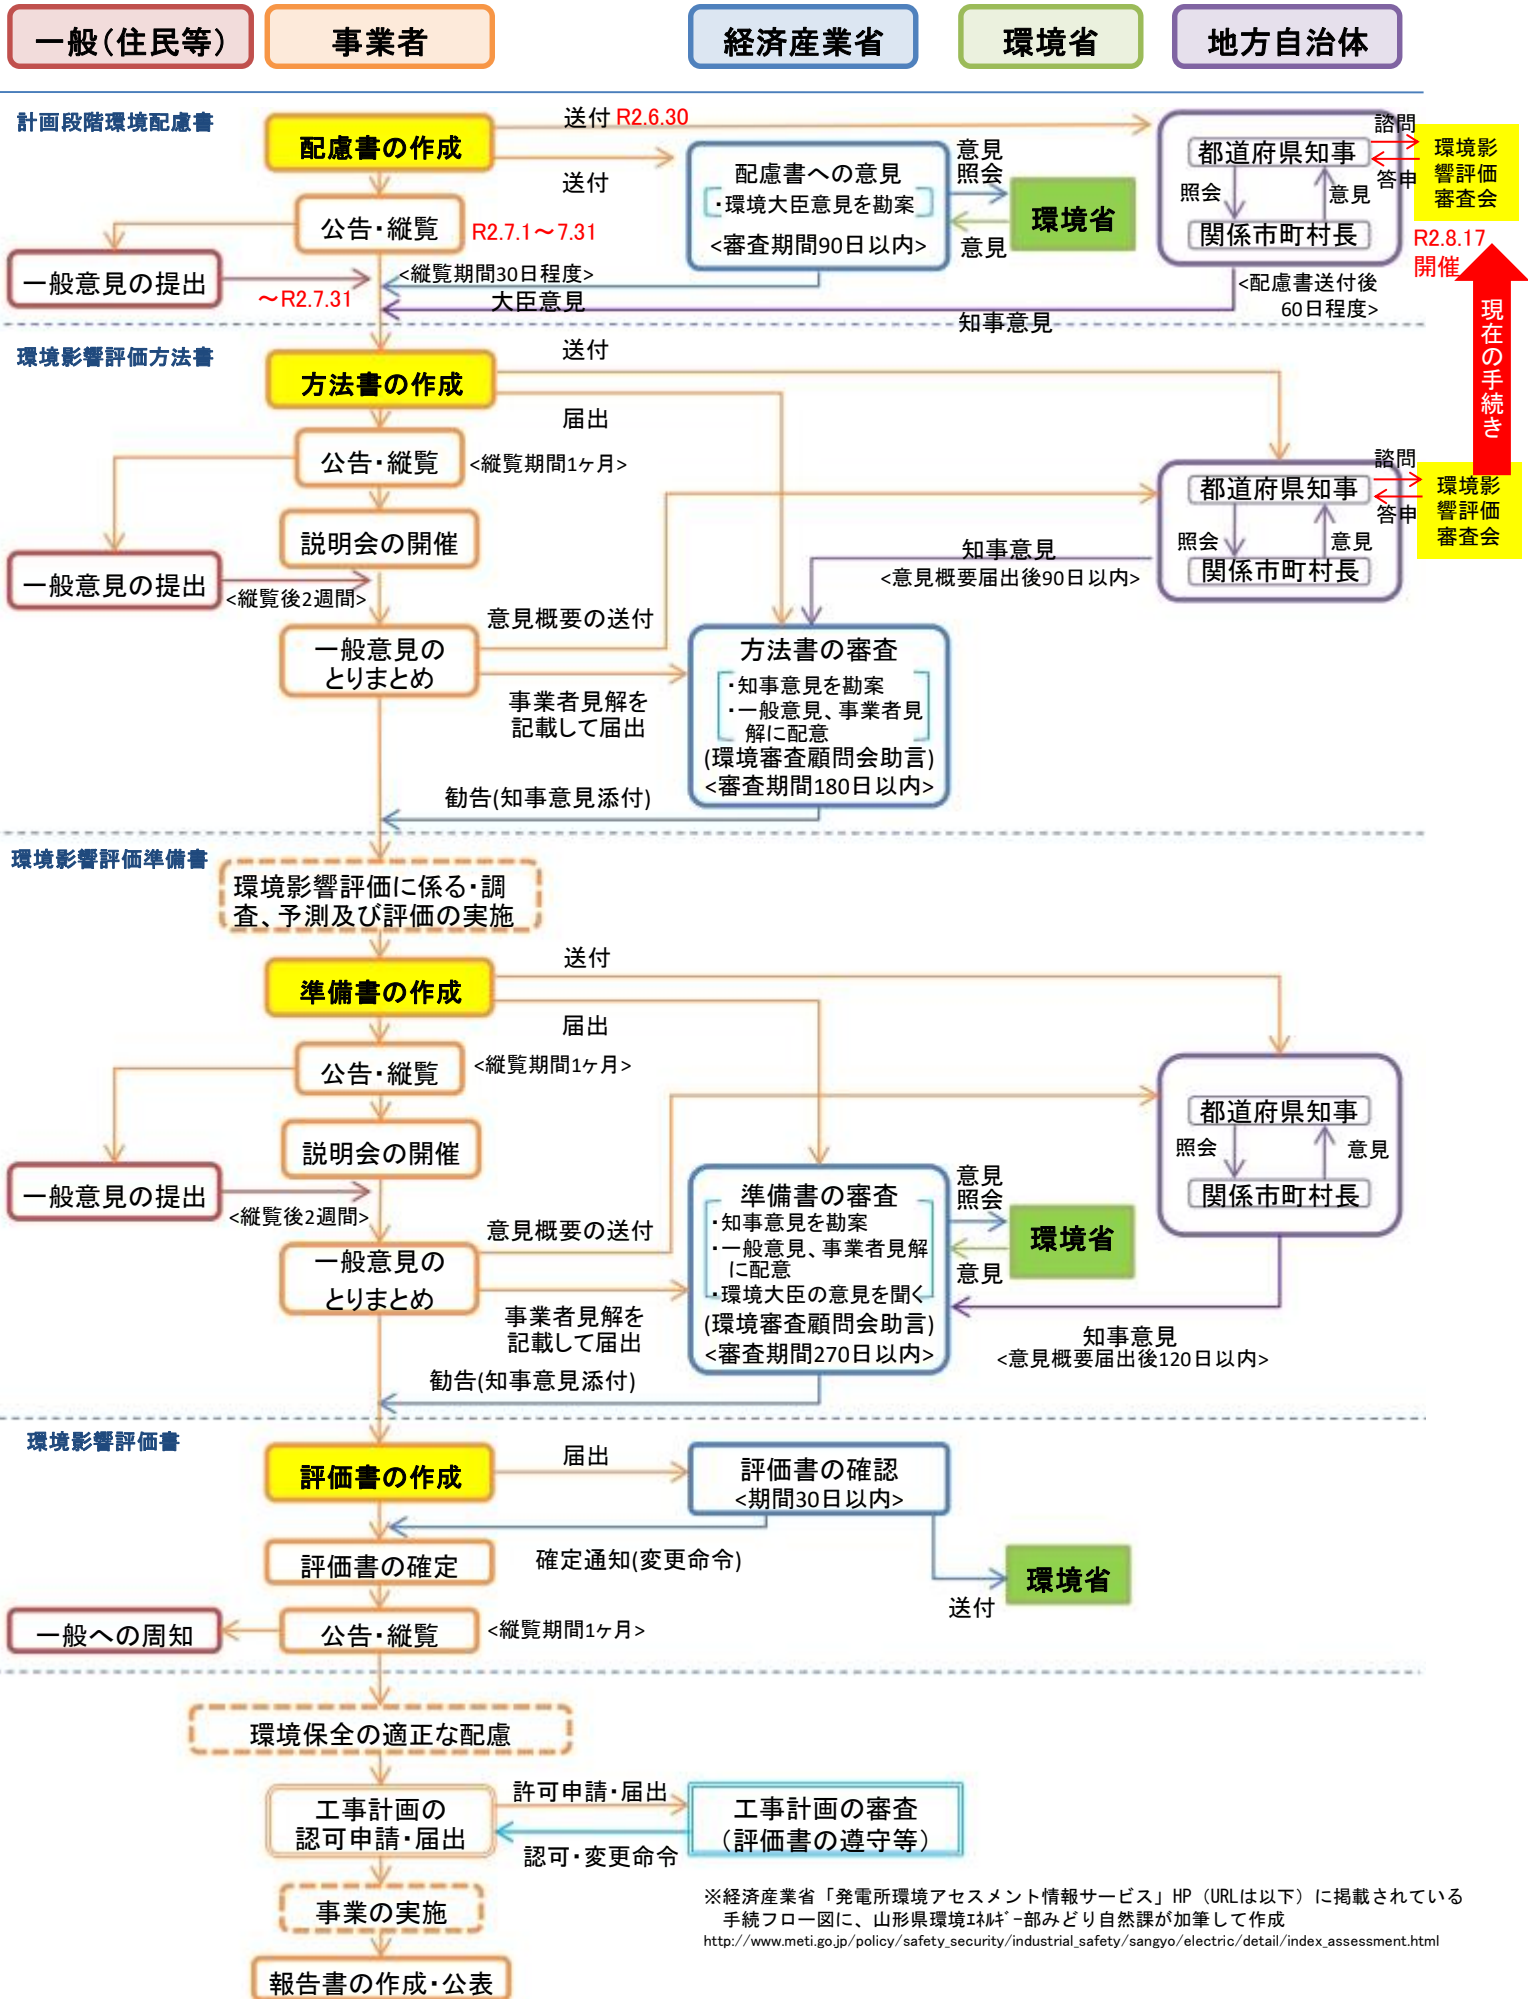 一般(住民等)
事業者
経済産業省
環境省
地方自治体
計画段階環境配慮書
配慮書の作成
送付 R2.6.30
送付
公告・縦覧
R2.7.1～7.31
一般意見の提出
～R2.7.31
<縦覧期間30日程度>
大臣意見
配慮書への意見
・環境大臣意見を勘案
<審査期間90日以内>
意見
照会
意見
環境省
都道府県知事
照会
意見
関係市町村長
諮問
答申
環境影
響評価
審査会
R2.8.17
開催
<配慮書送付後
60日程度>
知事意見
現在の手続き
環境影響評価方法書
方法書の作成
送付
届出
公告・縦覧
<縦覧期間1ヶ月>
説明会の開催
一般意見の提出
<縦覧後2週間>
一般意見の
とりまとめ
意見概要の送付
事業者見解を
記載して届出
知事意見
<意見概要届出後90日以内>
都道府県知事
照会
意見
関係市町村長
諮問
答申
環境影
響評価
審査会
方法書の審査
・知事意見を勘案
・一般意見、事業者見
解に配意
(環境審査顧問会助言)
<審査期間180日以内>
勧告(知事意見添付)
環境影響評価準備書
環境影響評価に係る・調
査、予測及び評価の実施
準備書の作成
送付
届出
公告・縦覧
<縦覧期間1ヶ月>
説明会の開催
一般意見の提出
<縦覧後2週間>
一般意見の
とりまとめ
意見概要の送付
事業者見解を
記載して届出
準備書の審査
・知事意見を勘案
・一般意見、事業者見解
に配意
・環境大臣の意見を聞く
(環境審査顧問会助言)
<審査期間270日以内>
意見
照会
意見
環境省
都道府県知事
照会
意見
関係市町村長
知事意見
<意見概要届出後120日以内>
勧告(知事意見添付)
環境影響評価書
評価書の作成
届出
評価書の確認
<期間30日以内>
評価書の確定
確定通知(変更命令)
環境省
送付
一般への周知
公告・縦覧
<縦覧期間1ヶ月>
環境保全の適正な配慮
工事計画の
認可申請・届出
許可申請・届出
認可・変更命令
工事計画の審査
（評価書の遵守等）
事業の実施
報告書の作成・公表
※経済産業省「発電所環境アセスメント情報サービス」HP（URLは以下）に掲載されている
手続フロー図に、山形県環境ｴﾈﾙｷﾞｰ部みどり自然課が加筆して作成
http://www.meti.go.jp/policy/safety_security/industrial_safety/sangyo/electric/detail/index_assessment.html